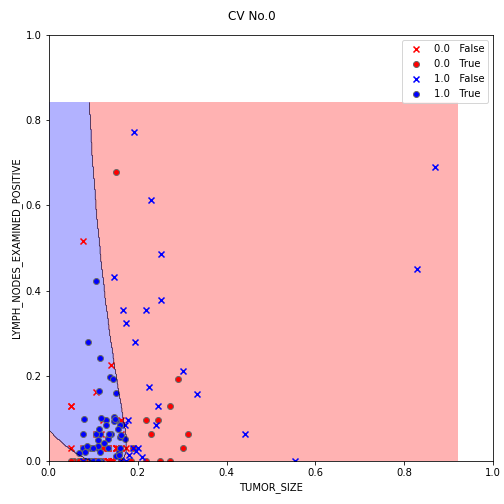 CV No.0
1.0
0.8
0.6
0.4
0.2
0.0
0.0
0.2
0.4
0.6
0.8
1.0
LYMPH_NODES_EXAMINED_POSITIVE
TUMOR_SIZE
0.0 False
0.0 True
1.0 False
1.0 True